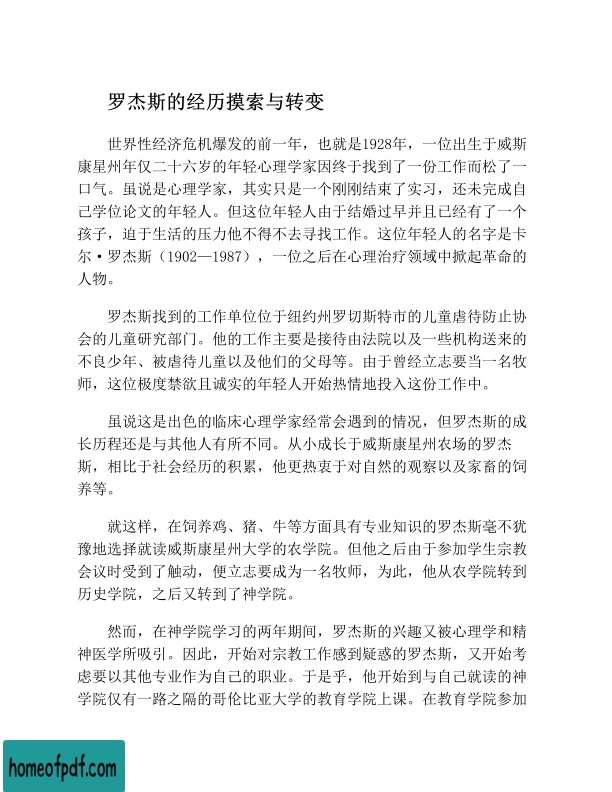 罗杰斯的经历摸索与转变
世界性经济危机爆发的前一年，也就是1928年，一位出生于威斯
康星州年仅二十六岁的年轻心理学家因终于找到了一份工作而松了一
口气。虽说是心理学家，其实只是一个刚刚结束了实习，还未完成自
己学位论文的年轻人。但这位年轻人由于结婚过早并且已经有了一个
孩子，迫于生活的压力他不得不去寻找工作。这位年轻人的名字是卡
尔·罗杰斯（1902—1987），一位之后在心理治疗领域中掀起革命的
人物。
罗杰斯找到的工作单位位于纽约州罗切斯特市的儿童虐待防止协
会的儿童研究部门。他的工作主要是接待由法院以及一些机构送来的
不良少年、被虐待儿童以及他们的父母等。由于曾经立志要当一名牧
师，这位极度禁欲且诚实的年轻人开始热情地投入这份工作中。
虽说这是出色的临床心理学家经常会遇到的情况，但罗杰斯的成
长历程还是与其他人有所不同。从小成长于威斯康星州农场的罗杰
斯，相比于社会经历的积累，他更热衷于对自然的观察以及家畜的饲
养等。
就这样，在饲养鸡、猪、牛等方面具有专业知识的罗杰斯毫不犹
豫地选择就读威斯康星州大学的农学院。但他之后由于参加学生宗教
会议时受到了触动，便立志要成为一名牧师，为此，他从农学院转到
历史学院，之后又转到了神学院。
然而，在神学院学习的两年期间，罗杰斯的兴趣又被心理学和精
神医学所吸引。因此，开始对宗教工作感到疑惑的罗杰斯，又开始考
虑要以其他专业作为自己的职业。于是乎，他开始到与自己就读的神
学院仅有一路之隔的哥伦比亚大学的教育学院上课。在教育学院参加
homeofpdf.com